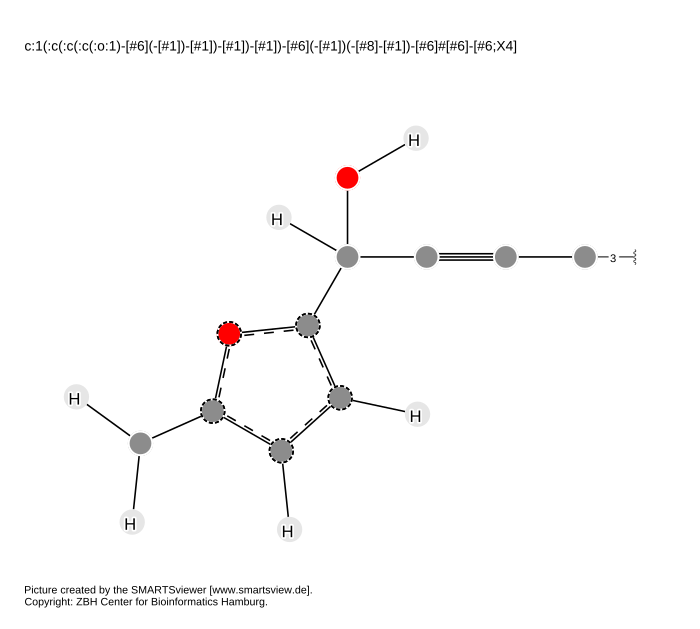 c:1(:c(:c(:c(:o:1)-[#6](-[#1])-[#1])-[#1])-[#1])-[#6](-[#1])(-[#8]-[#1])-[#6]#[#6]-[#6;X4]
H
H
3
H
H
H
H
Picture created by the SMARTSviewer [www.smartsview.de].
Copyright: ZBH Center for Bioinformatics Hamburg.